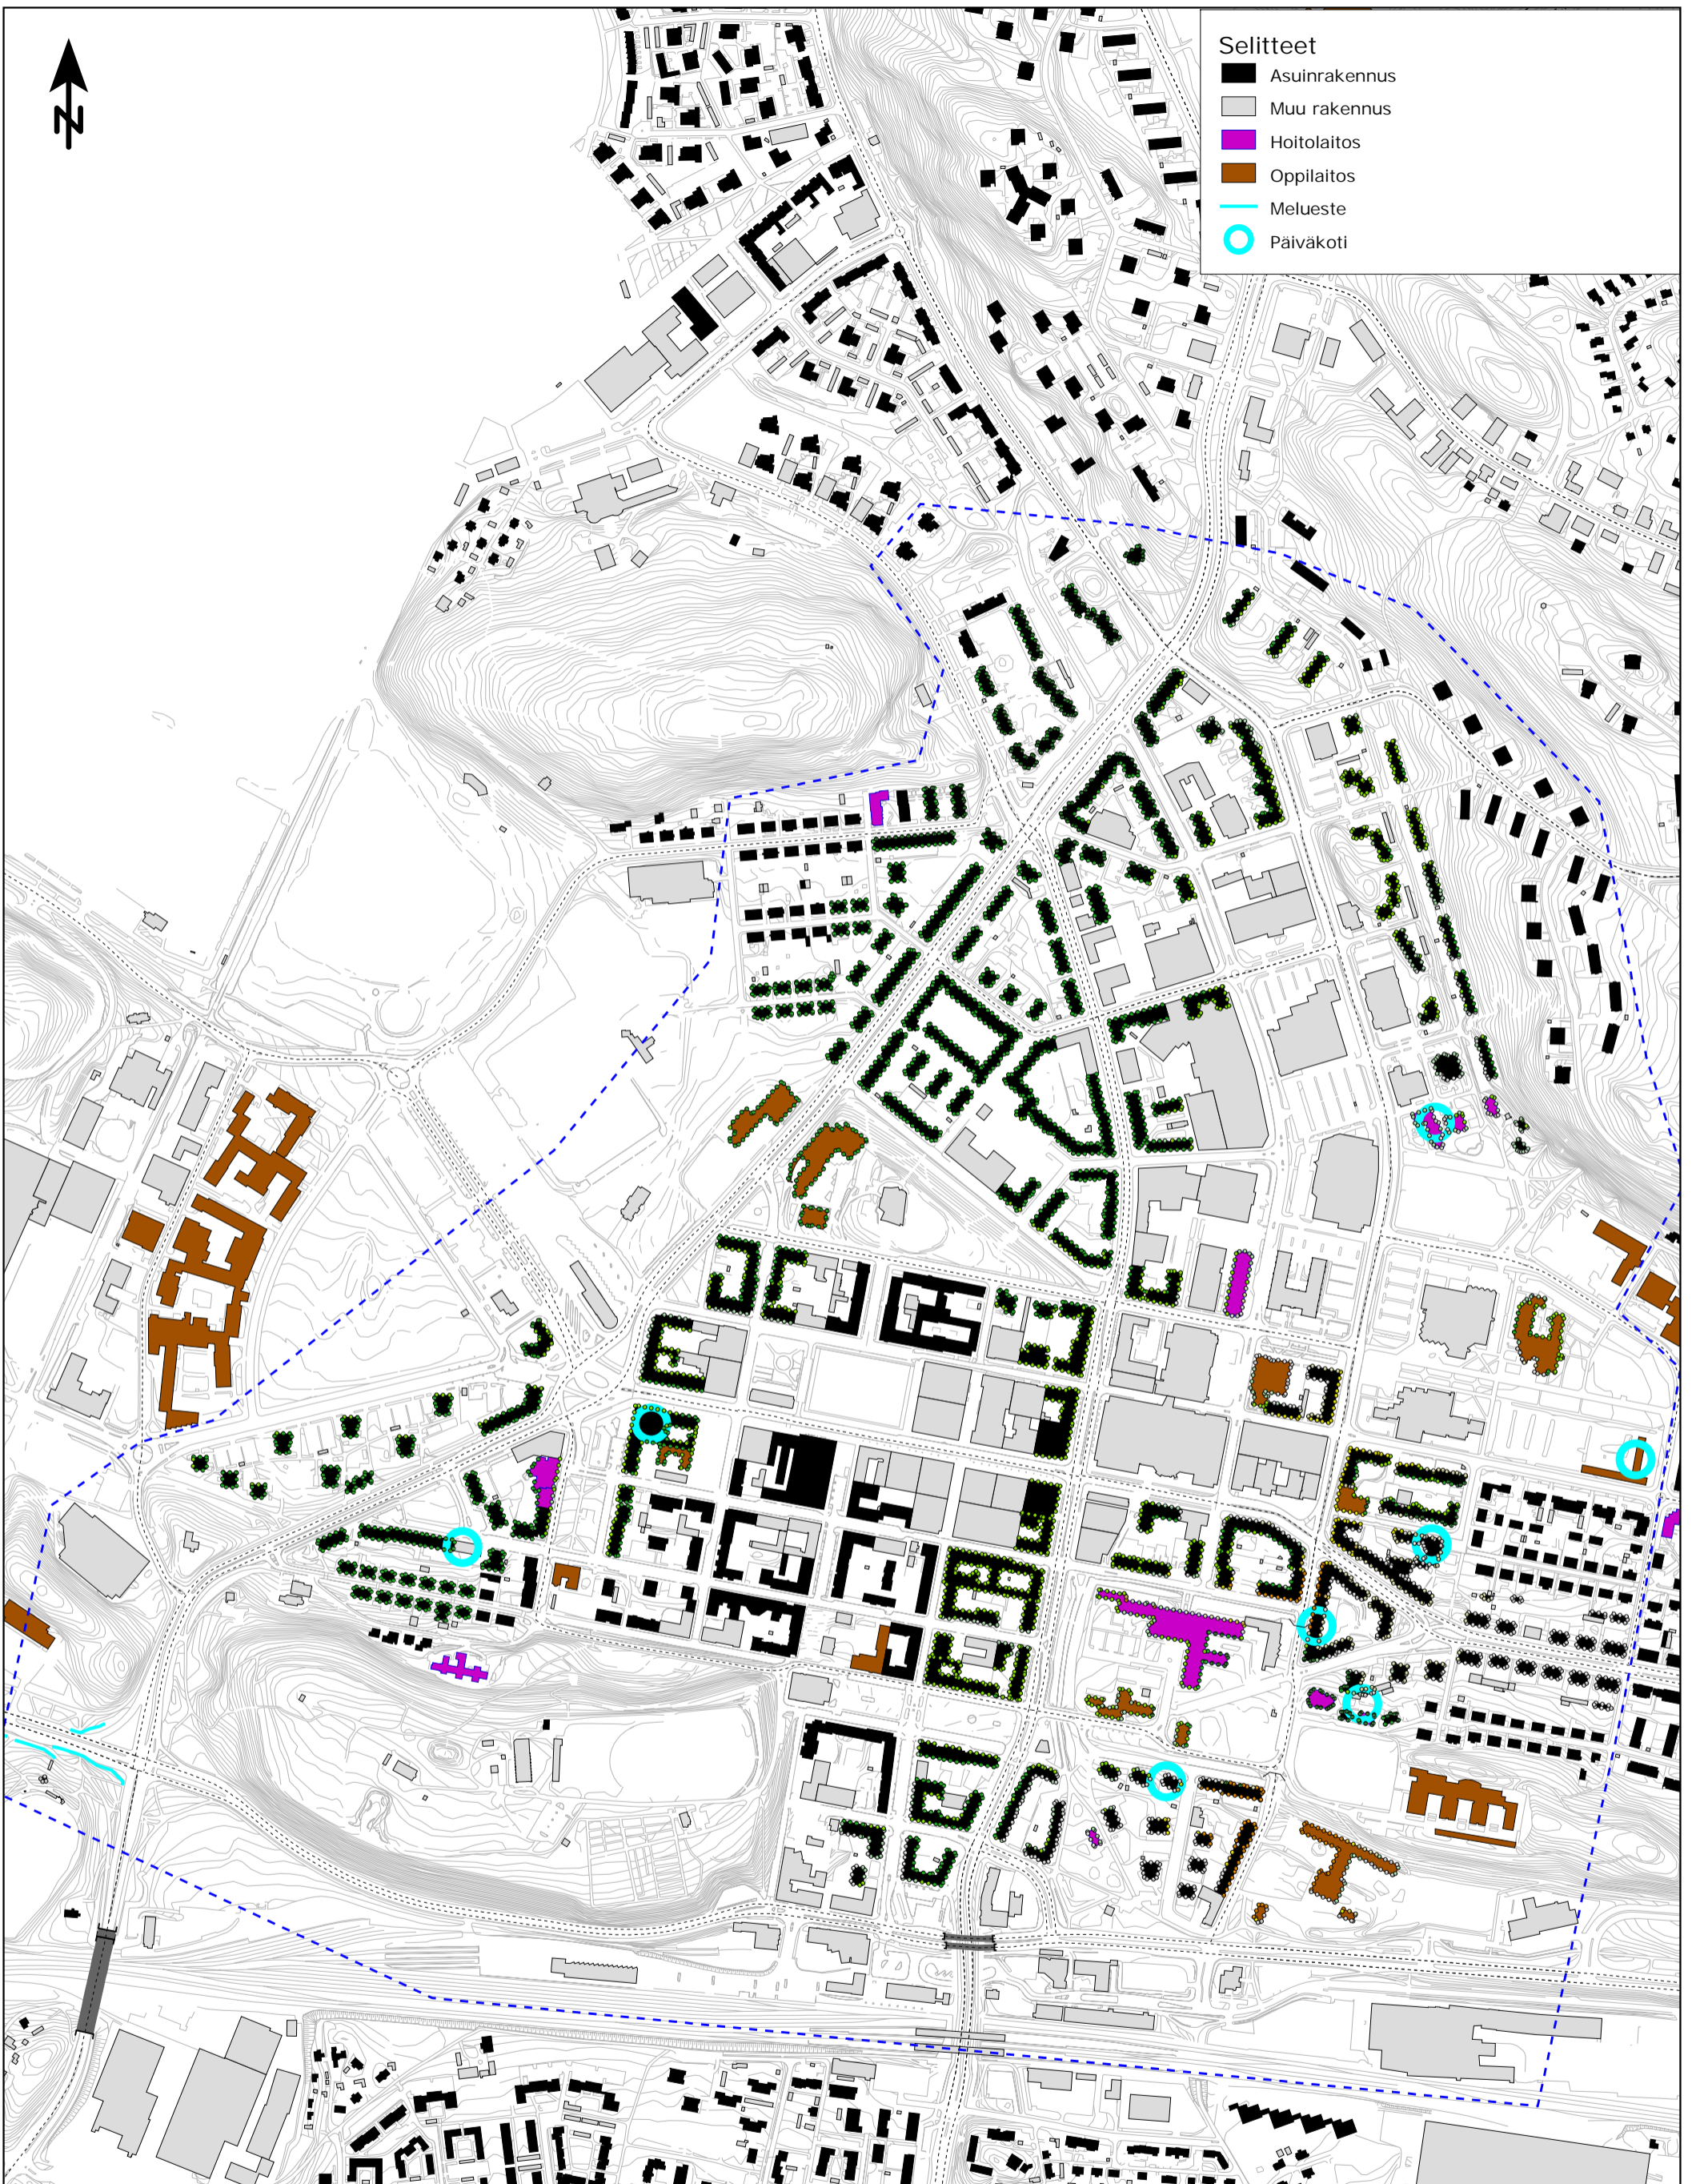 N
Selitteet
Asuinrakennus
Muu rakennus
Hoitolaitos
Oppilaitos
Melueste
Päiväkoti